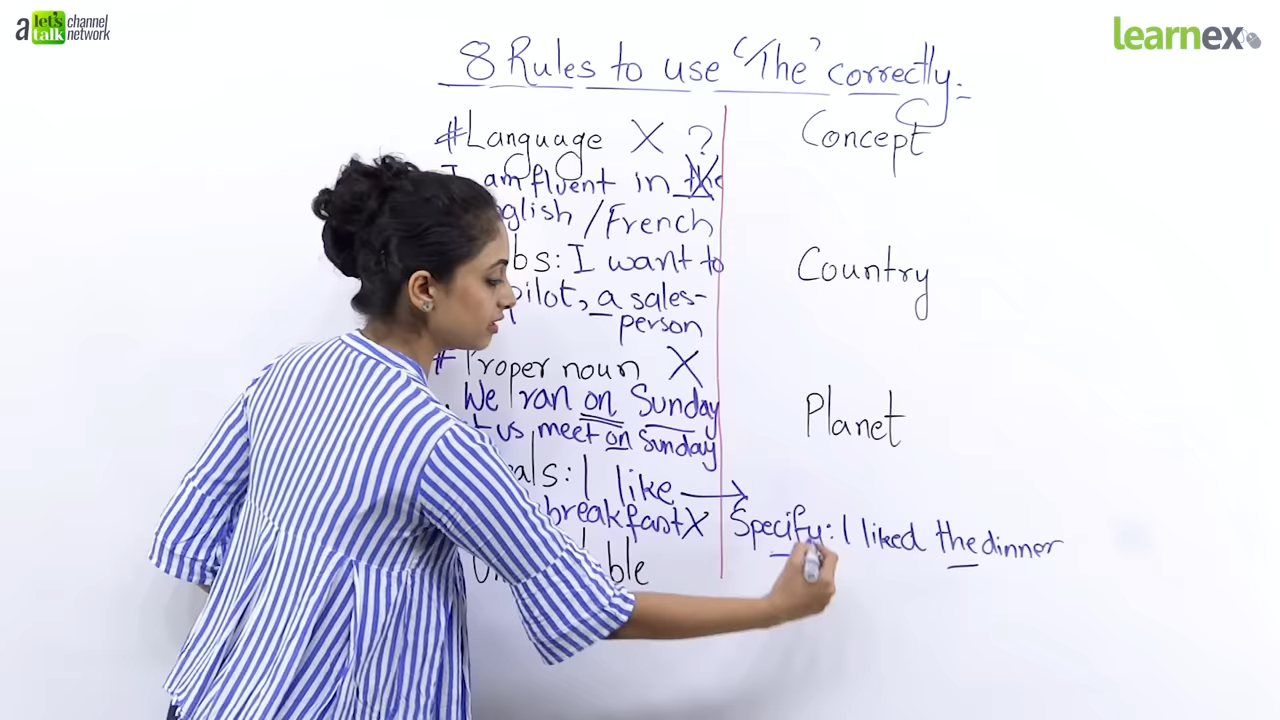 a let's talk channel network
learnex
8 Rules to use 'The' correctly.
#Language X ?
I am fluent in the
glish / French
bs: I want to
pilot, a sales-
person
# Proper noun X
We ran on Sunday
us meet on Sunday
als: I like →
breakfast X
ble
Concept
Country
Planet
Specify: I liked the dinner